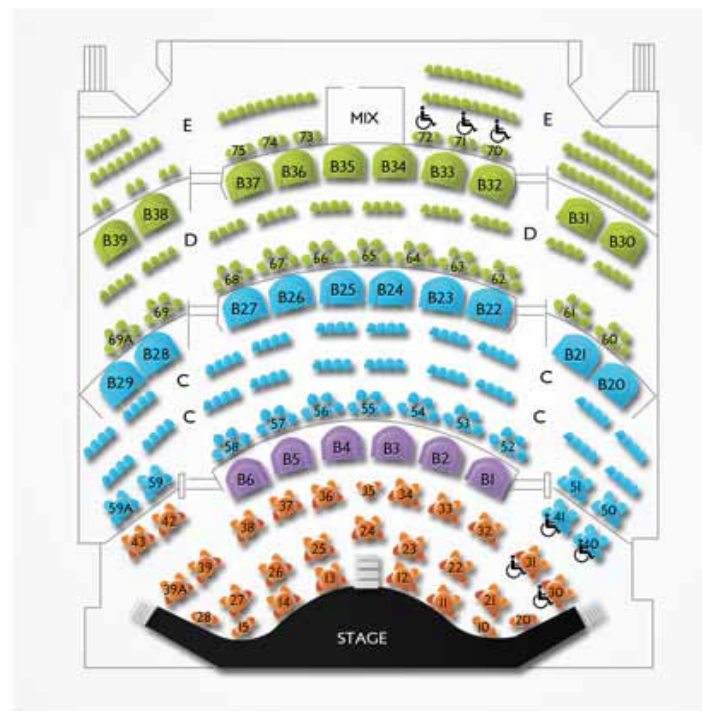 MIX
E
E
75 74 73
72 71 70
B37 B36 B35 B34 B33 B32
B39 B38
B31 B30
D
D
68 67 66 65 64 63 62
69A 69
61 60
B27 B26 B25 B24 B23 B22
B29 B28
B21 B20
C
C
C
C
58 57 56 55 54 53 52
B6 B5 B4 B3 B2 B1
59A 59
51 50
43 42
41 40
38 37 36 35 34 33 32
39A 39
31 30
27 26 25 24 23 22 21
28 15 14 13 12 11 10 20
STAGE